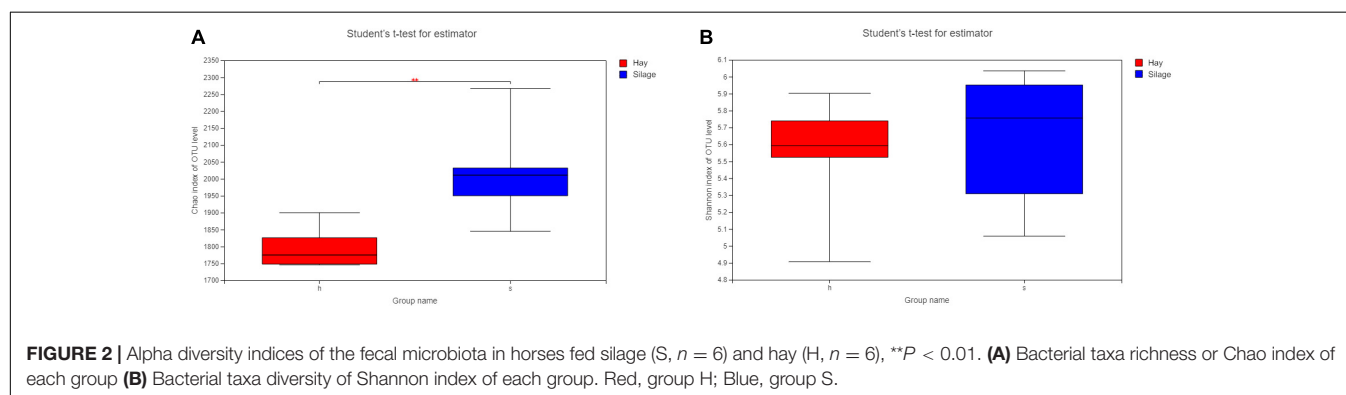 A
Student's t-test for estimator
Hay
Silage
2350
2300
2250
2200
2150
2100
2050
2000
1950
1900
1850
1800
1750
1700
Chao index of OTU level
**
h
s
Group name
B
Student's t-test for estimator
Hay
Silage
6.1
6
5.9
5.8
5.7
5.6
5.5
5.4
5.3
5.2
5.1
5
4.9
4.8
Shannon index of OTU level
h
s
Group name
FIGURE 2 | Alpha diversity indices of the fecal microbiota in horses fed silage (S, n = 6) and hay (H, n = 6), **P < 0.01. (A) Bacterial taxa richness or Chao index of
each group (B) Bacterial taxa diversity of Shannon index of each group. Red, group H; Blue, group S.